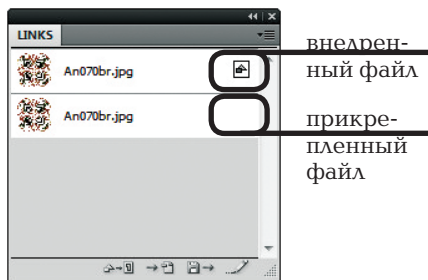 LINKS
An070br.jpg
внедрен-
ный файл
An070br.jpg
прикре-
пленный
файл